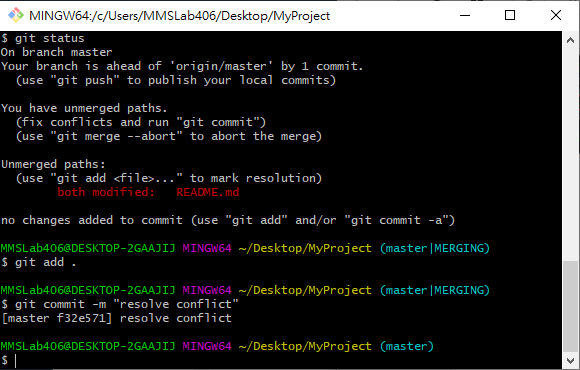 MINGW64:/c/Users/MMSLab406/Desktop/MyProject
$ git status
On branch master
Your branch is ahead of 'origin/master' by 1 commit.
  (use "git push" to publish your local commits)

You have unmerged paths.
  (fix conflicts and run "git commit")
  (use "git merge --abort" to abort the merge)

Unmerged paths:
  (use "git add <file>..." to mark resolution)
        both modified:   README.md

no changes added to commit (use "git add" and/or "git commit -a")

MMSLab406@DESKTOP-2GAAJIJ MINGW64 ~/Desktop/MyProject (master|MERGING)
$ git add .

MMSLab406@DESKTOP-2GAAJIJ MINGW64 ~/Desktop/MyProject (master|MERGING)
$ git commit -m "resolve conflict"
[master f32e571] resolve conflict

MMSLab406@DESKTOP-2GAAJIJ MINGW64 ~/Desktop/MyProject (master)
$